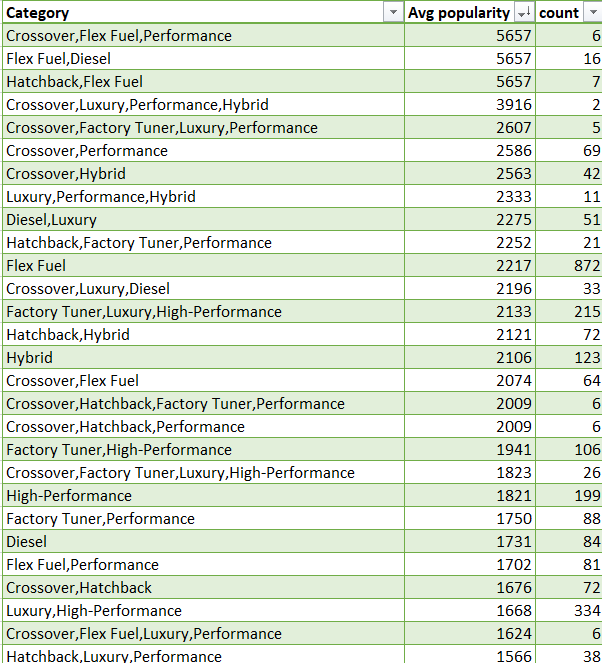 Category Avg popularity count
Crossover,Flex Fuel,Performance 5657 6
Flex Fuel,Diesel 5657 16
Hatchback,Flex Fuel 5657 7
Crossover,Luxury,Performance,Hybrid 3916 2
Crossover,Factory Tuner,Luxury,Performance 2607 5
Crossover,Performance 2586 69
Crossover,Hybrid 2563 42
Luxury,Performance,Hybrid 2333 11
Diesel,Luxury 2275 51
Hatchback,Factory Tuner,Performance 2252 21
Flex Fuel 2217 872
Crossover,Luxury,Diesel 2196 33
Factory Tuner,Luxury,High-Performance 2133 215
Hatchback,Hybrid 2121 72
Hybrid 2106 123
Crossover,Flex Fuel 2074 64
Crossover,Hatchback,Factory Tuner,Performance 2009 6
Crossover,Hatchback,Performance 2009 6
Factory Tuner,High-Performance 1941 106
Crossover,Factory Tuner,Luxury,High-Performance 1823 26
High-Performance 1821 199
Factory Tuner,Performance 1750 88
Diesel 1731 84
Flex Fuel,Performance 1702 81
Crossover,Hatchback 1676 72
Luxury,High-Performance 1668 334
Crossover,Flex Fuel,Luxury,Performance 1624 6
Hatchback,Luxury,Performance 1566 38